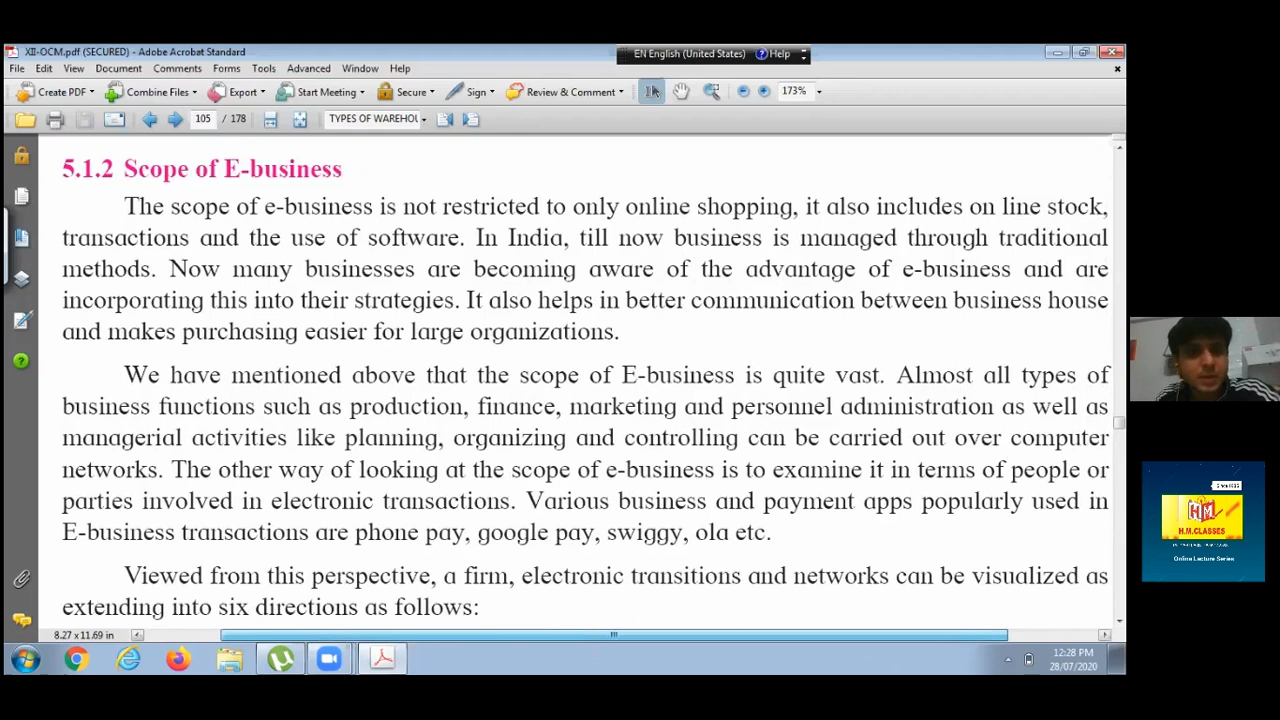 XII-OCM.pdf (SECURED) - Adobe Acrobat Standard
EN English (United States) Help
File Edit View Document Comments Forms Tools Advanced Window Help
Create PDF Combine Files Export Start Meeting Secure Sign Review & Comment 173%
105 / 178 TYPES OF WAREHOU
5.1.2 Scope of E-business
The scope of e-business is not restricted to only online shopping, it also includes on line stock,
transactions and the use of software. In India, till now business is managed through traditional
methods. Now many businesses are becoming aware of the advantage of e-business and are
incorporating this into their strategies. It also helps in better communication between business house
and makes purchasing easier for large organizations.
We have mentioned above that the scope of E-business is quite vast. Almost all types of
business functions such as production, finance, marketing and personnel administration as well as
managerial activities like planning, organizing and controlling can be carried out over computer
networks. The other way of looking at the scope of e-business is to examine it in terms of people or
parties involved in electronic transactions. Various business and payment apps popularly used in
E-business transactions are phone pay, google pay, swiggy, ola etc.
Viewed from this perspective, a firm, electronic transitions and networks can be visualized as
extending into six directions as follows:
8.27 x 11.69 in
12:28 PM
28/07/2020
HM
H.M.CLASSES
Online Lecture Series